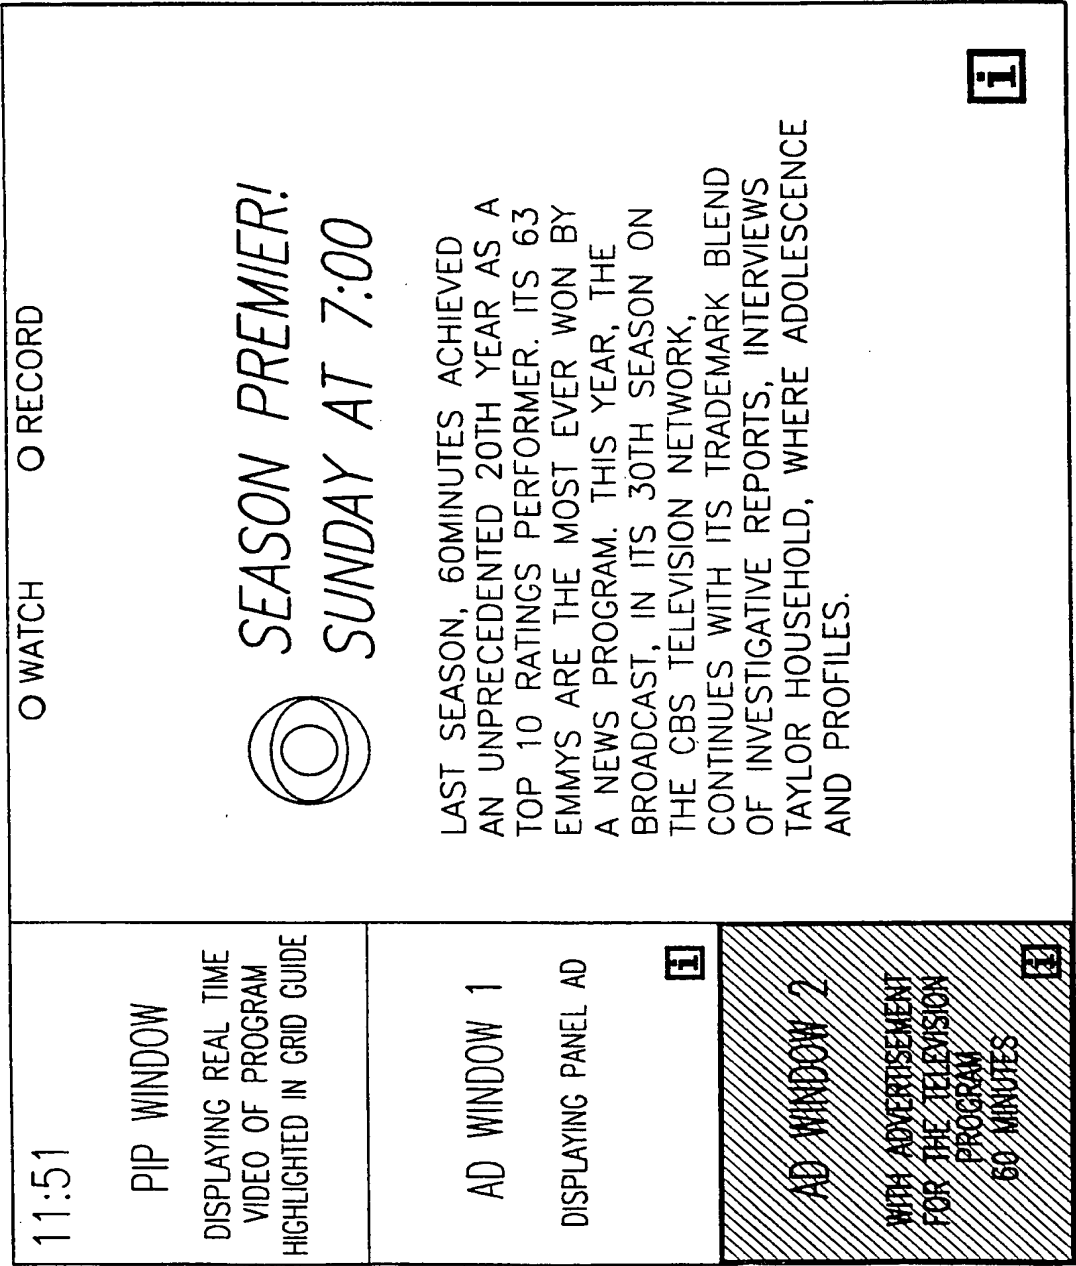 11:51
PIP WINDOW
DISPLAYING REAL TIME
VIDEO OF PROGRAM
HIGHLIGHTED IN GRID GUIDE
AD WINDOW 1
DISPLAYING PANEL AD
i
AD WINDOW 2
WITH ADVERTISEMENT
FOR THE TELEVISION
PROGRAM
60 MINUTES
i
O WATCH O RECORD
SEASON PREMIER!
SUNDAY AT 7:00
LAST SEASON, 60MINUTES ACHIEVED
AN UNPRECEDENTED 20TH YEAR AS A
TOP 10 RATINGS PERFORMER. ITS 63
EMMYS ARE THE MOST EVER WON BY
A NEWS PROGRAM. THIS YEAR, THE
BROADCAST, IN ITS 30TH SEASON ON
THE CBS TELEVISION NETWORK,
CONTINUES WITH ITS TRADEMARK BLEND
OF INVESTIGATIVE REPORTS, INTERVIEWS
TAYLOR HOUSEHOLD, WHERE ADOLESCENCE
AND PROFILES.
i